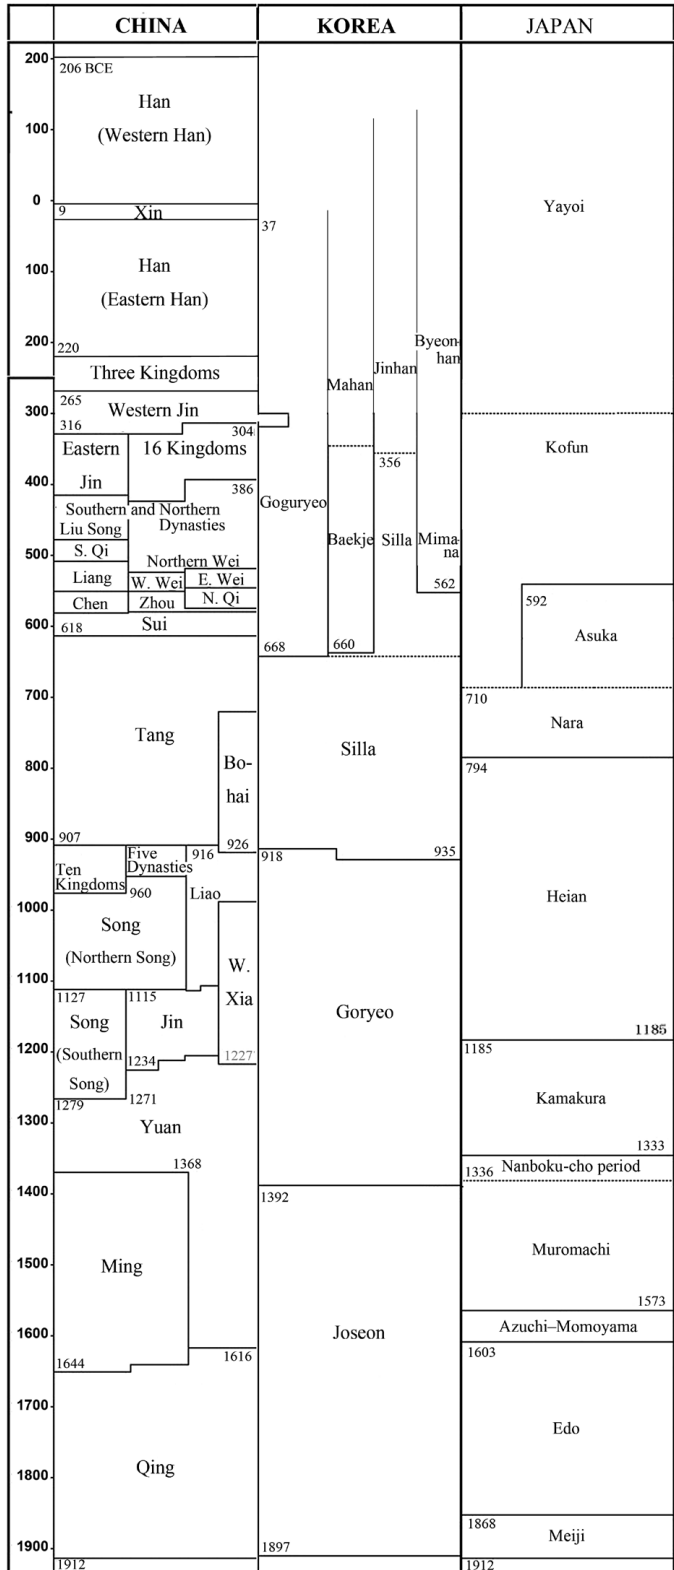 CHINA KOREA JAPAN
200
206 BCE
Han
100
(Western Han)
0
Yayoi
9
Xin
37
Han
100
(Eastern Han)
200
Byeon-
220
han
Three Kingdoms
Jinhan
Mahan
265
Western Jin
300
316
304
Eastern
16 Kingdoms
Kofun
356
Jin
400
386
Goguryeo
Southern and Northern
Dynasties
Liu Song
Baekje
Silla
Mima-
na
S. Qi
500
Northern Wei
Liang
W. Wei
E. Wei
562
Chen
Zhou
N. Qi
592
600
618
Sui
Asuka
668
660
700
710
Nara
Tang
Silla
Bo-
794
800
hai
900
907
926
Five
916
918
935
Dynasties
Ten
Kingdoms
960
Liao
Heian
1000
Song
(Northern Song)
W.
1100
1127
1115
Xia
Goryeo
Song
Jin
1185
1200
(Southern
1234
1227
1185
Song)
1279
1271
Kamakura
1300
Yuan
1333
1368
1336
Nanboku-cho period
1400
1392
Muromachi
1500
Ming
1573
Azuchi–Momoyama
1600
Joseon
1616
1603
1644
1700
Edo
Qing
1800
1868
Meiji
1900
1897
1912
1912